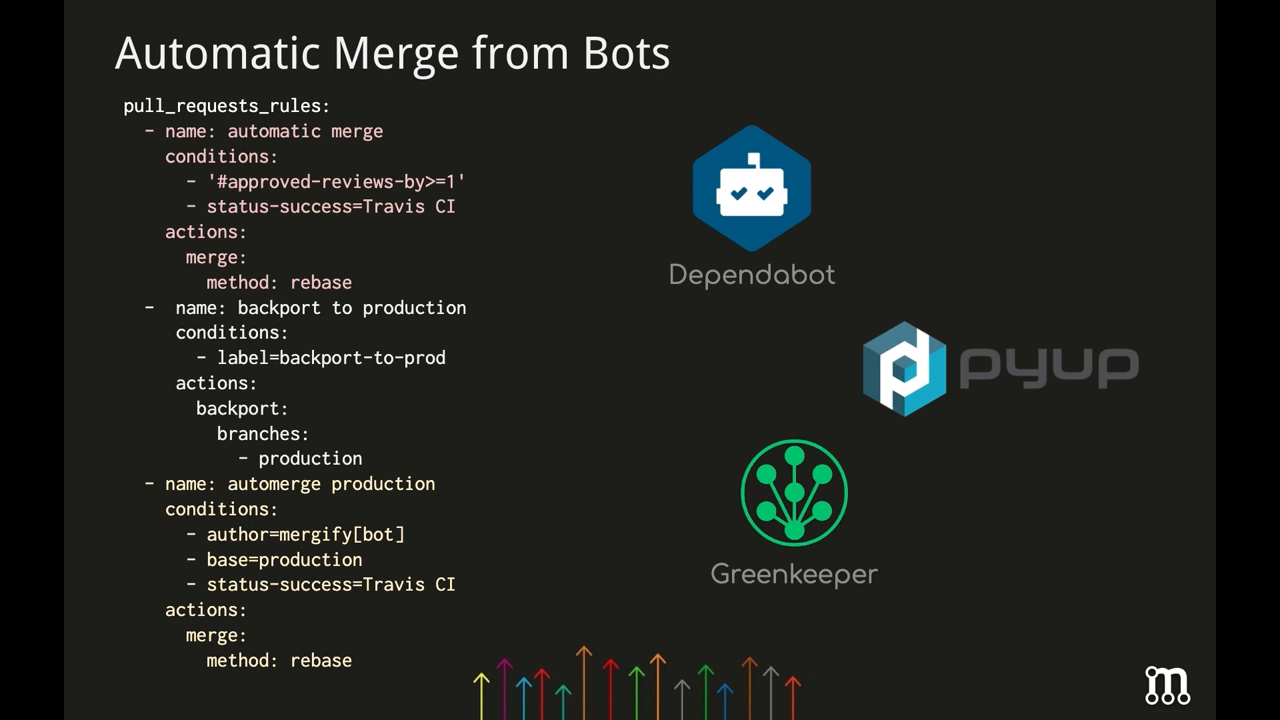 Automatic Merge from Bots
pull_requests_rules:
- name: automatic merge
conditions:
- '#approved-reviews-by>=1'
- status-success=Travis CI
actions:
merge:
method: rebase
- name: backport to production
conditions:
- label=backport-to-prod
actions:
backport:
branches:
- production
- name: automerge production
conditions:
- author=mergify[bot]
- base=production
- status-success=Travis CI
actions:
merge:
method: rebase
Dependabot
pyup
Greenkeeper